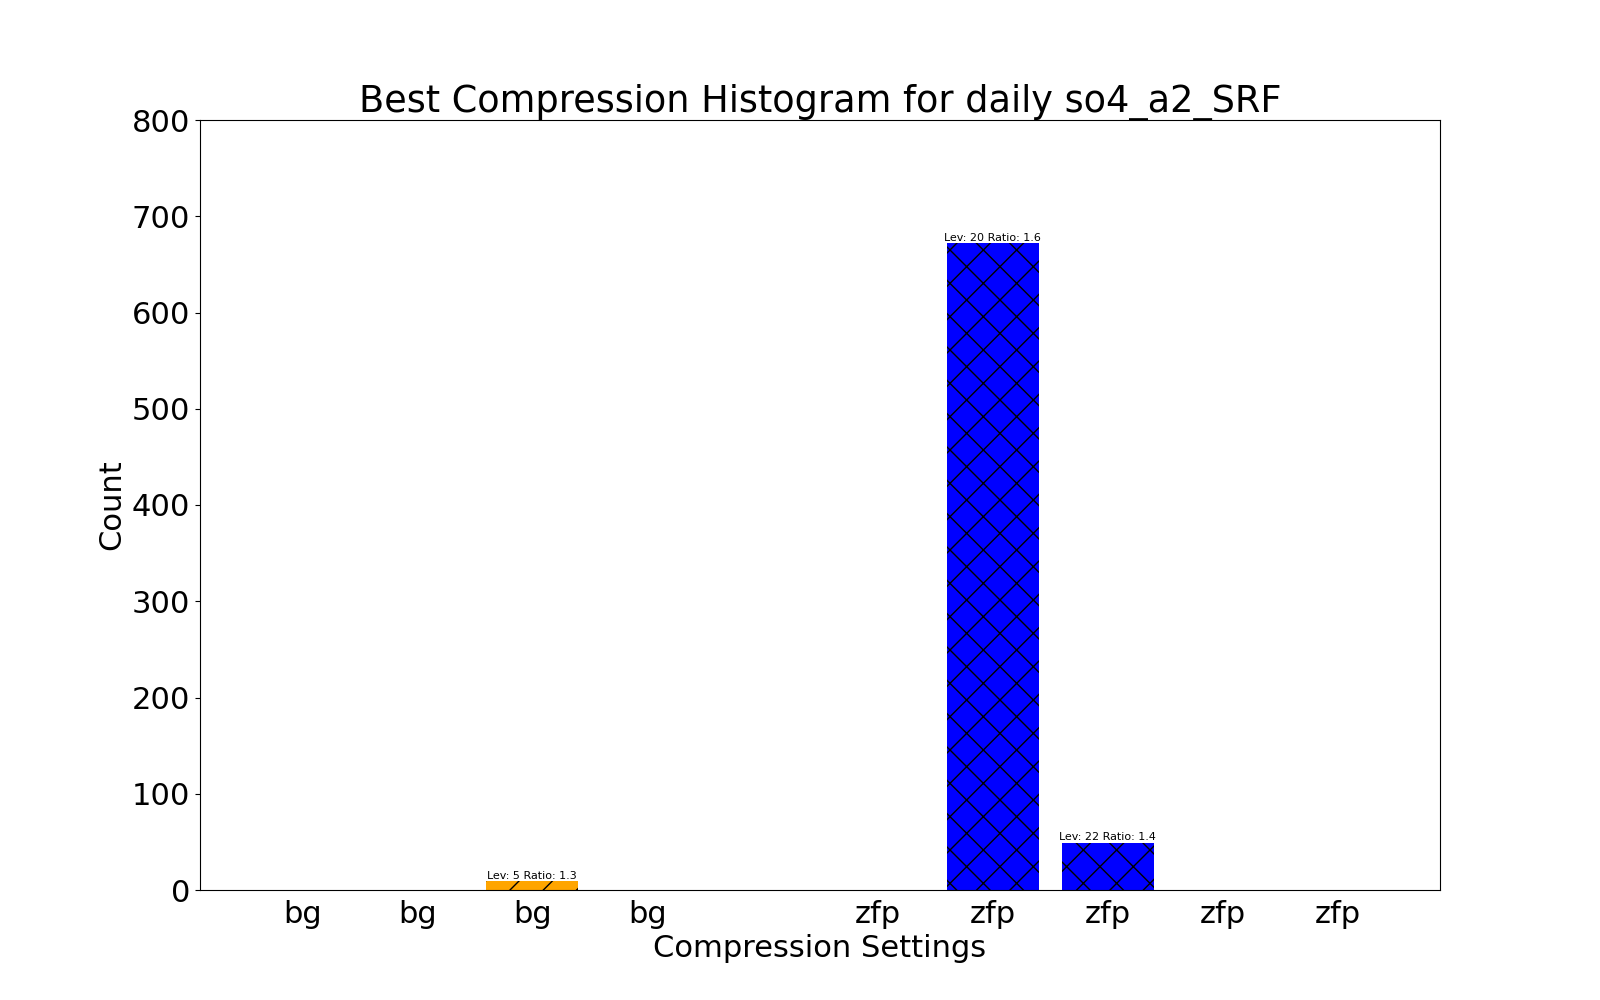 Best Compression Histogram for daily so4_a2_SRF
800
700
600
500
400
300
200
100
0
Count
Lev: 5 Ratio: 1.3
Lev: 20 Ratio: 1.6
Lev: 22 Ratio: 1.4
bg bg bg bg zfp zfp zfp zfp zfp
Compression Settings